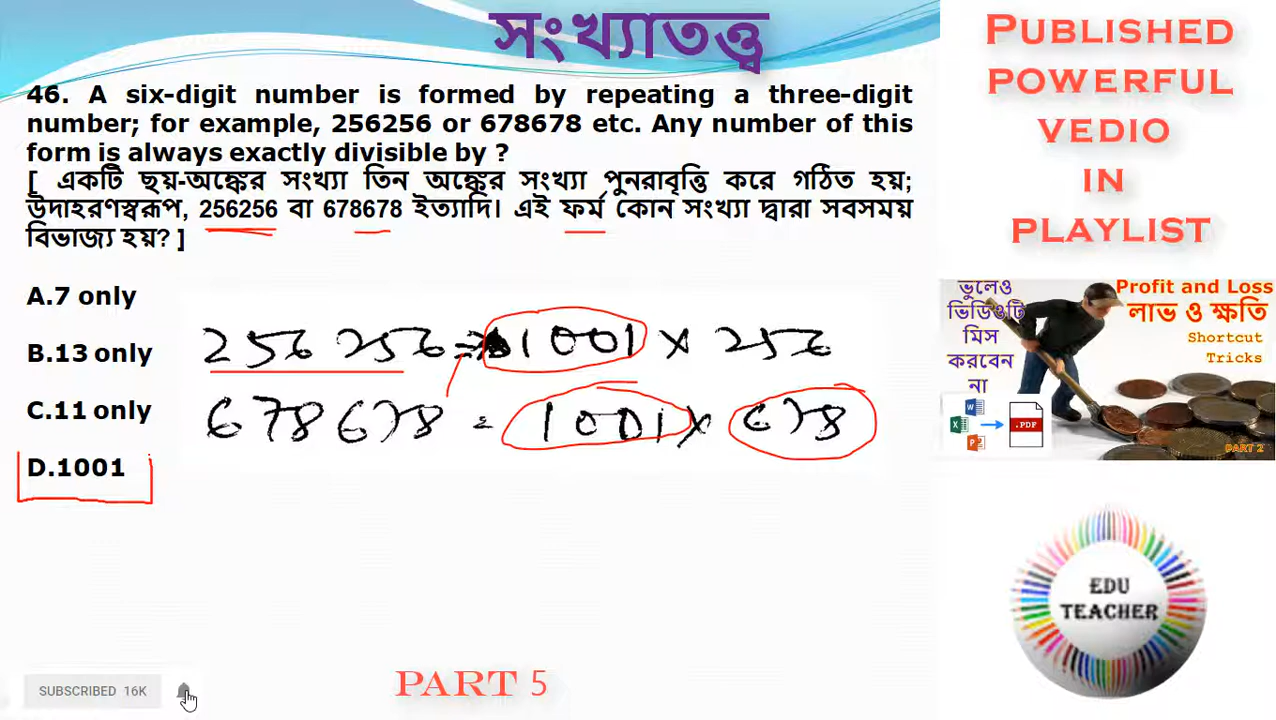 সংখ্যাতত্ত্ব
46. A six-digit number is formed by repeating a three-digit
number; for example, 256256 or 678678 etc. Any number of this
form is always exactly divisible by ?
[ একটি ছয়-অঙ্কের সংখ্যা তিন অঙ্কের সংখ্যা পুনরাবৃত্তি করে গঠিত হয়;
উদাহরণস্বরূপ, 256256 বা 678678 ইত্যাদি। এই ফর্ম কোন সংখ্যা দ্বারা সবসময়
বিভাজ্য হয়? ]
A.7 only
B.13 only
C.11 only
D.1001
256 256 = 1001 × 256
678678 = 1001 × 678
PUBLISHED
POWERFUL
VEDIO
IN
PLAYLIST
ভুলেও
ভিডিওটি
মিস
করবেন
না
Profit and Loss
লাভ ও ক্ষতি
Shortcut
Tricks
.PDF
PART 2
EDU
TEACHER
SUBSCRIBED 16K
PART 5